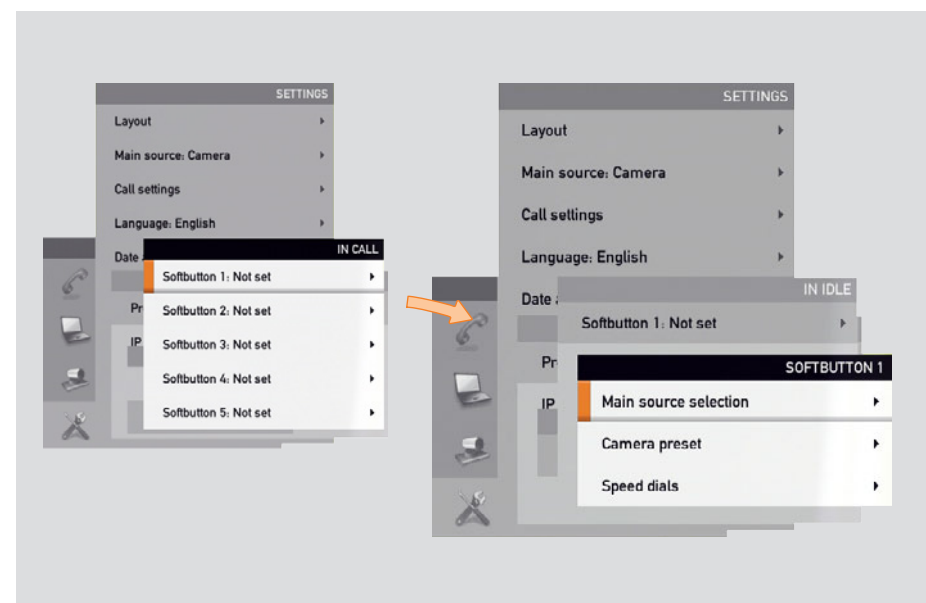 SETTINGS
Layout
Main source: Camera
Call settings
Language: English
Date
IN CALL
Softbutton 1: Not set
Pr
Softbutton 2: Not set
IP
Softbutton 3: Not set
Softbutton 4: Not set
Softbutton 5: Not set
SETTINGS
Layout
Main source: Camera
Call settings
Language: English
Date
IN IDLE
Softbutton 1: Not set
Pr
SOFTBUTTON 1
IP
Main source selection
Camera preset
Speed dials